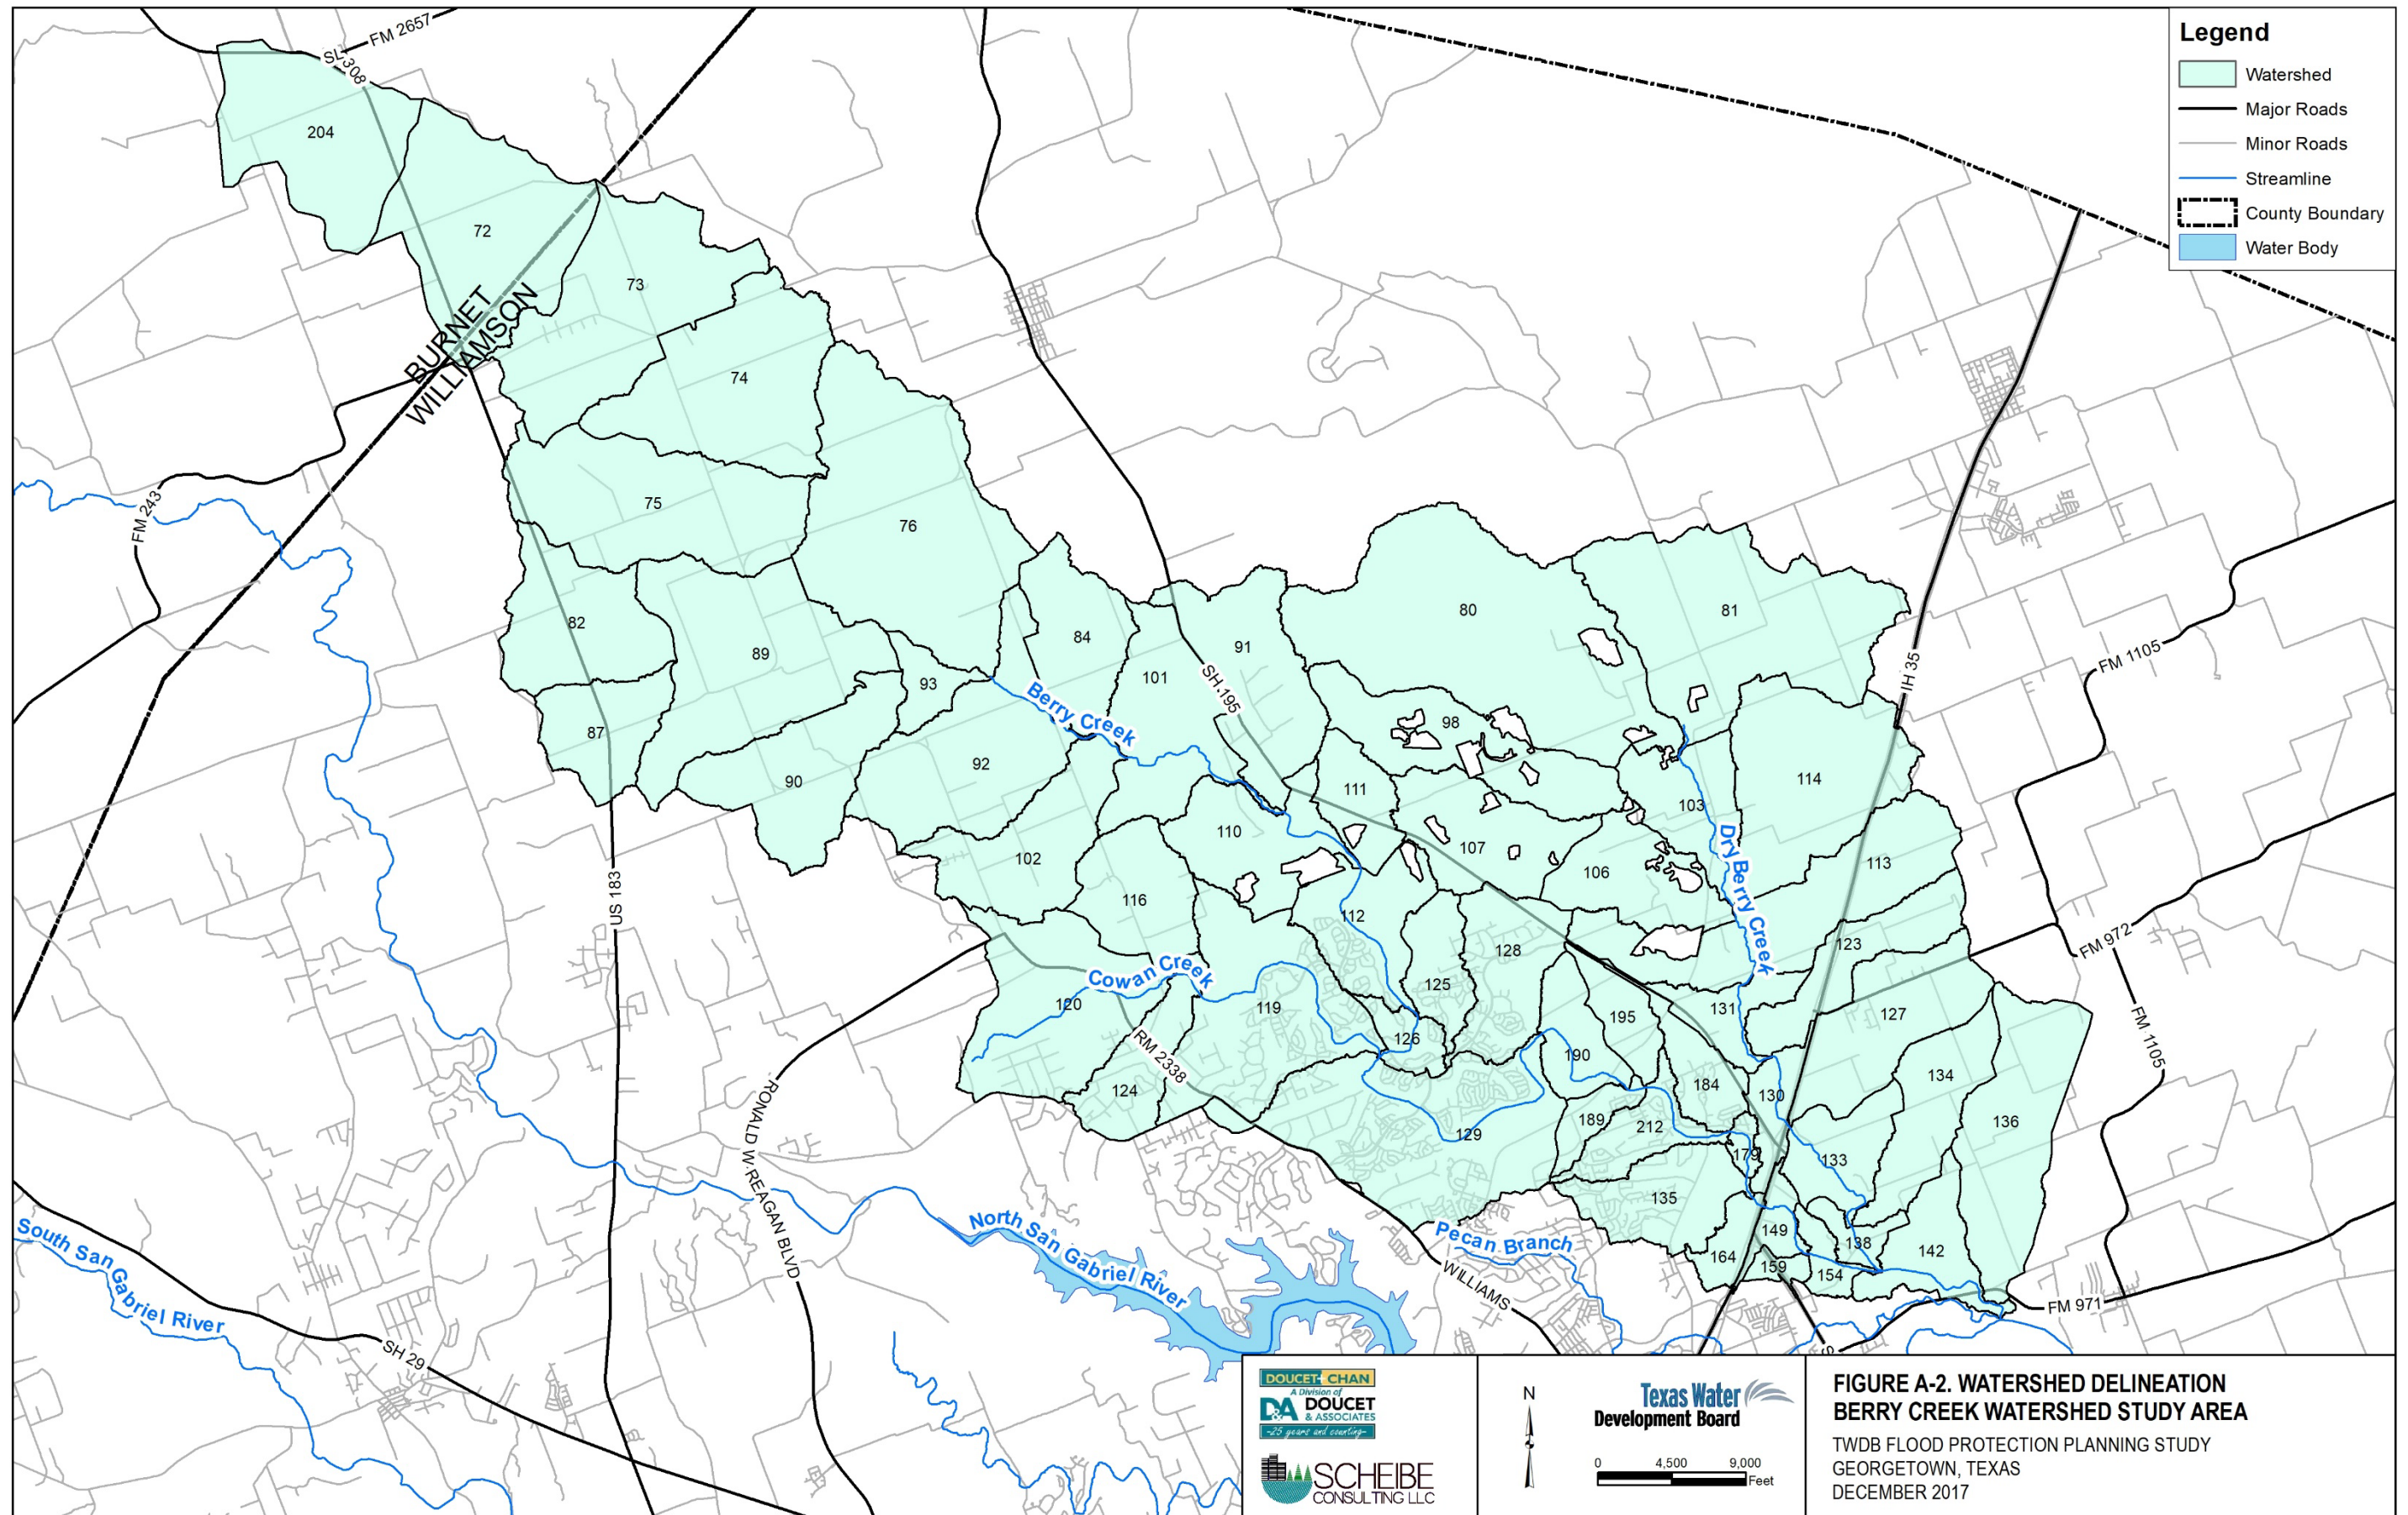 FM 2657
SL 308
204
72
73
BURNET
WILLIAMSON
74
75
76
FM 243
82
89
87
93
90
92
84
101
91
SH 195
80
81
98
111
103
114
Berry Creek
110
107
106
113
102
116
112
Dry Berry Creek
123
128
125
Cowan Creek
120
119
126
131
127
195
190
RM 2338
124
184
130
134
136
189
212
129
179
133
135
149
138
142
164
159
154
IH 35
FM 1105
FM 972
FM 1105
FM 971
US 183
RONALD W REAGAN BLVD
North San Gabriel River
Pecan Branch
WILLIAMS
South San Gabriel River
SH 29
Legend
Watershed
Major Roads
Minor Roads
Streamline
County Boundary
Water Body
DOUCET+CHAN
A Division of
D&A DOUCET
& ASSOCIATES
-25 years and counting-
SCHEIBE
CONSULTING LLC
N
Texas Water
Development Board
0 4,500 9,000
Feet
FIGURE A-2. WATERSHED DELINEATION
BERRY CREEK WATERSHED STUDY AREA
TWDB FLOOD PROTECTION PLANNING STUDY
GEORGETOWN, TEXAS
DECEMBER 2017